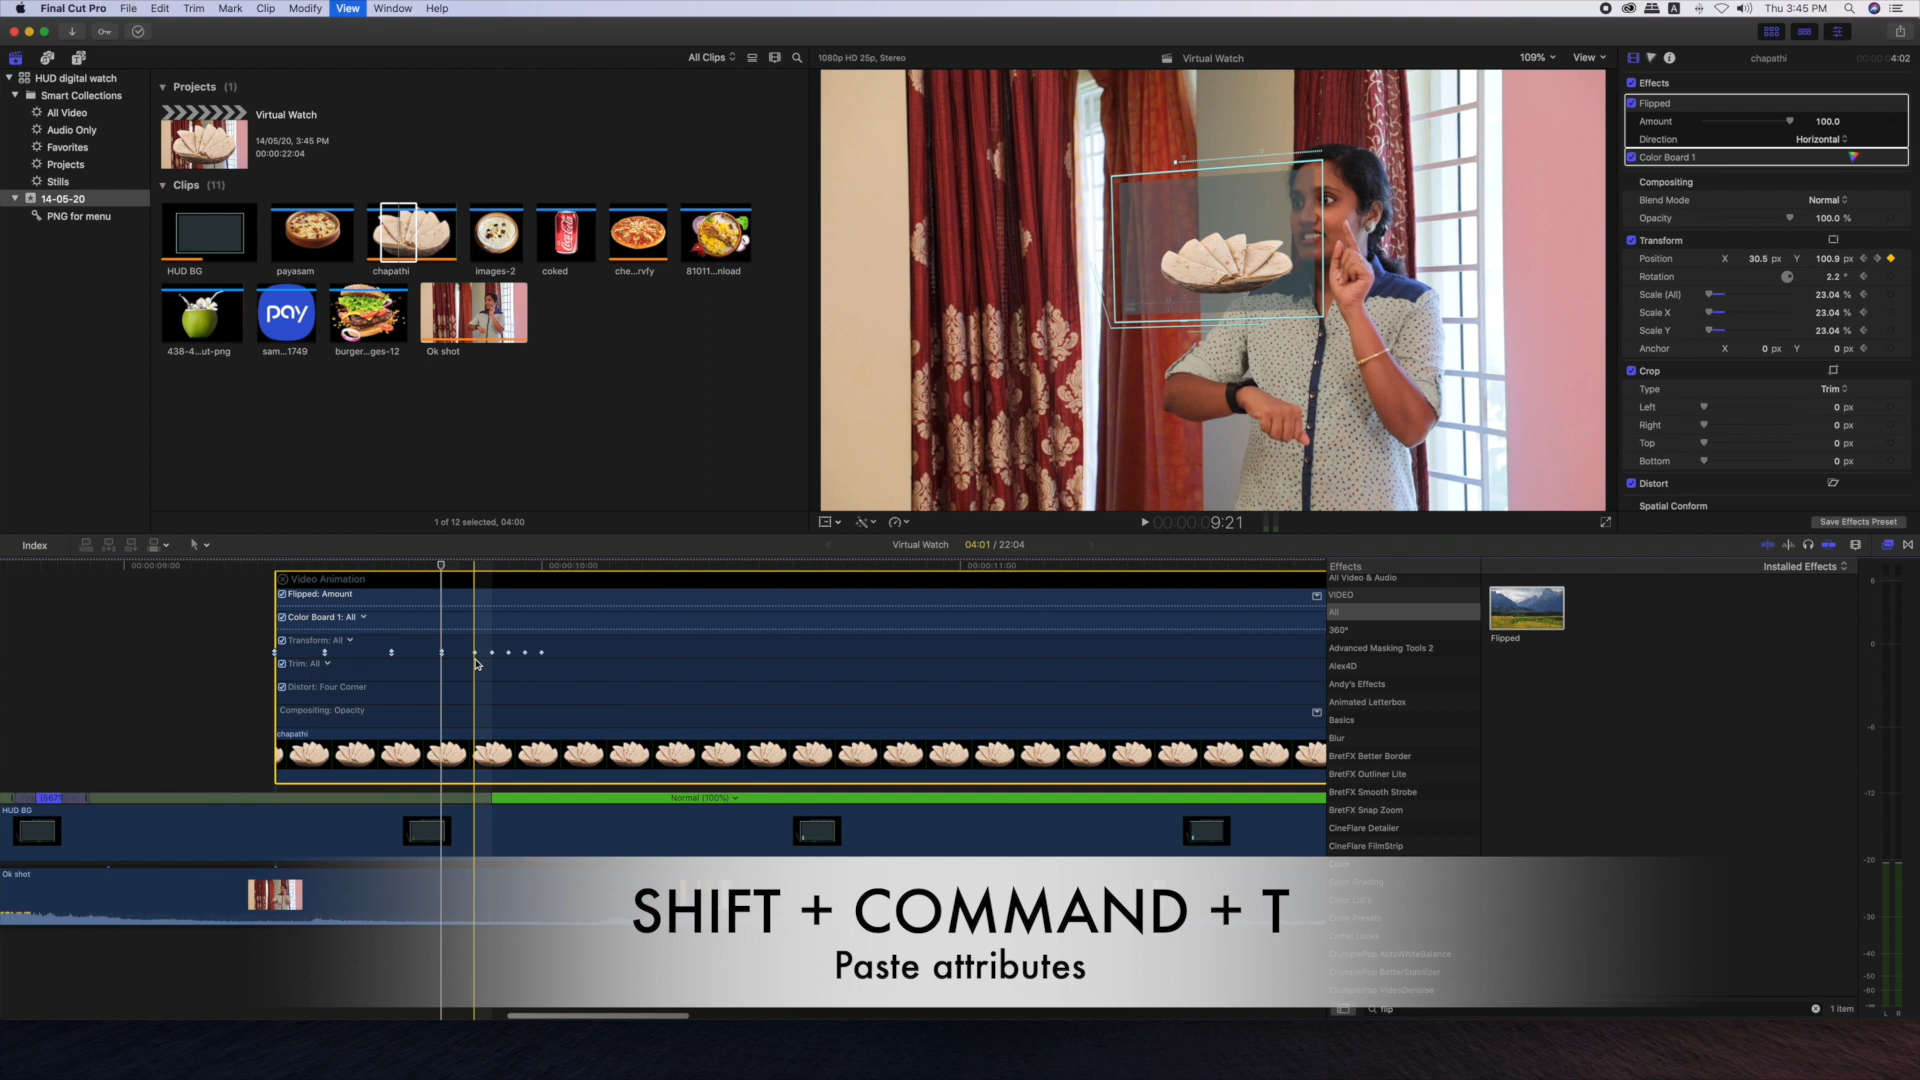 Final Cut Pro File Edit Trim Mark Clip Modify View Window Help
Thu 3:45 PM
All Clips
1080p HD 25p, Stereo
Virtual Watch
109% View
chapathi
4:02
HUD digital watch
Smart Collections
All Video
Audio Only
Favorites
Projects
Stills
14-05-20
PNG for menu
Projects (1)
Virtual Watch
14/05/20, 3:45 PM
00:00:22:04
Clips (11)
HUD BG
payasam
chapathi
images-2
coked
che...rvfy
81011...nload
438-4...ut-png
sam...1749
burger...ges-12
Ok shot
pay
1 of 12 selected, 04:00
00:00:09:21
Effects
Flipped
Amount 100.0
Direction Horizontal
Color Board 1
Compositing
Blend Mode Normal
Opacity 100.0 %
Transform
Position X 30.5 px Y 100.9 px
Rotation 2.2 °
Scale (All) 23.04 %
Scale X 23.04 %
Scale Y 23.04 %
Anchor X 0 px Y 0 px
Crop
Type Trim
Left 0 px
Right 0 px
Top 0 px
Bottom 0 px
Distort
Spatial Conform
Save Effects Preset
Index
Virtual Watch 04:01 / 22:04
00:00:09:00
00:00:10:00
00:00:11:00
Video Animation
Flipped: Amount
Color Board 1: All
Transform: All
Trim: All
Distort: Four Corner
Compositing: Opacity
chapathi
Normal (100%)
HUD BG
Ok shot
Effects
Installed Effects
All Video & Audio
VIDEO
All
360°
Advanced Masking Tools 2
Alex4D
Andy's Effects
Animated Letterbox
Basics
Blur
BretFX Better Border
BretFX Outliner Lite
BretFX Smooth Strobe
BretFX Snap Zoom
CineFlare Detailer
CineFlare FilmStrip
Color
Color Grading
Color Presets
CrumplePop AutoWhiteBalance
CrumplePop BetterStabilizer
CrumplePop VideoDenoise
Flipped
flip
1 item
6
0
-6
-12
-20
-30
-40
-50
-60
L R
SHIFT + COMMAND + T
Paste attributes